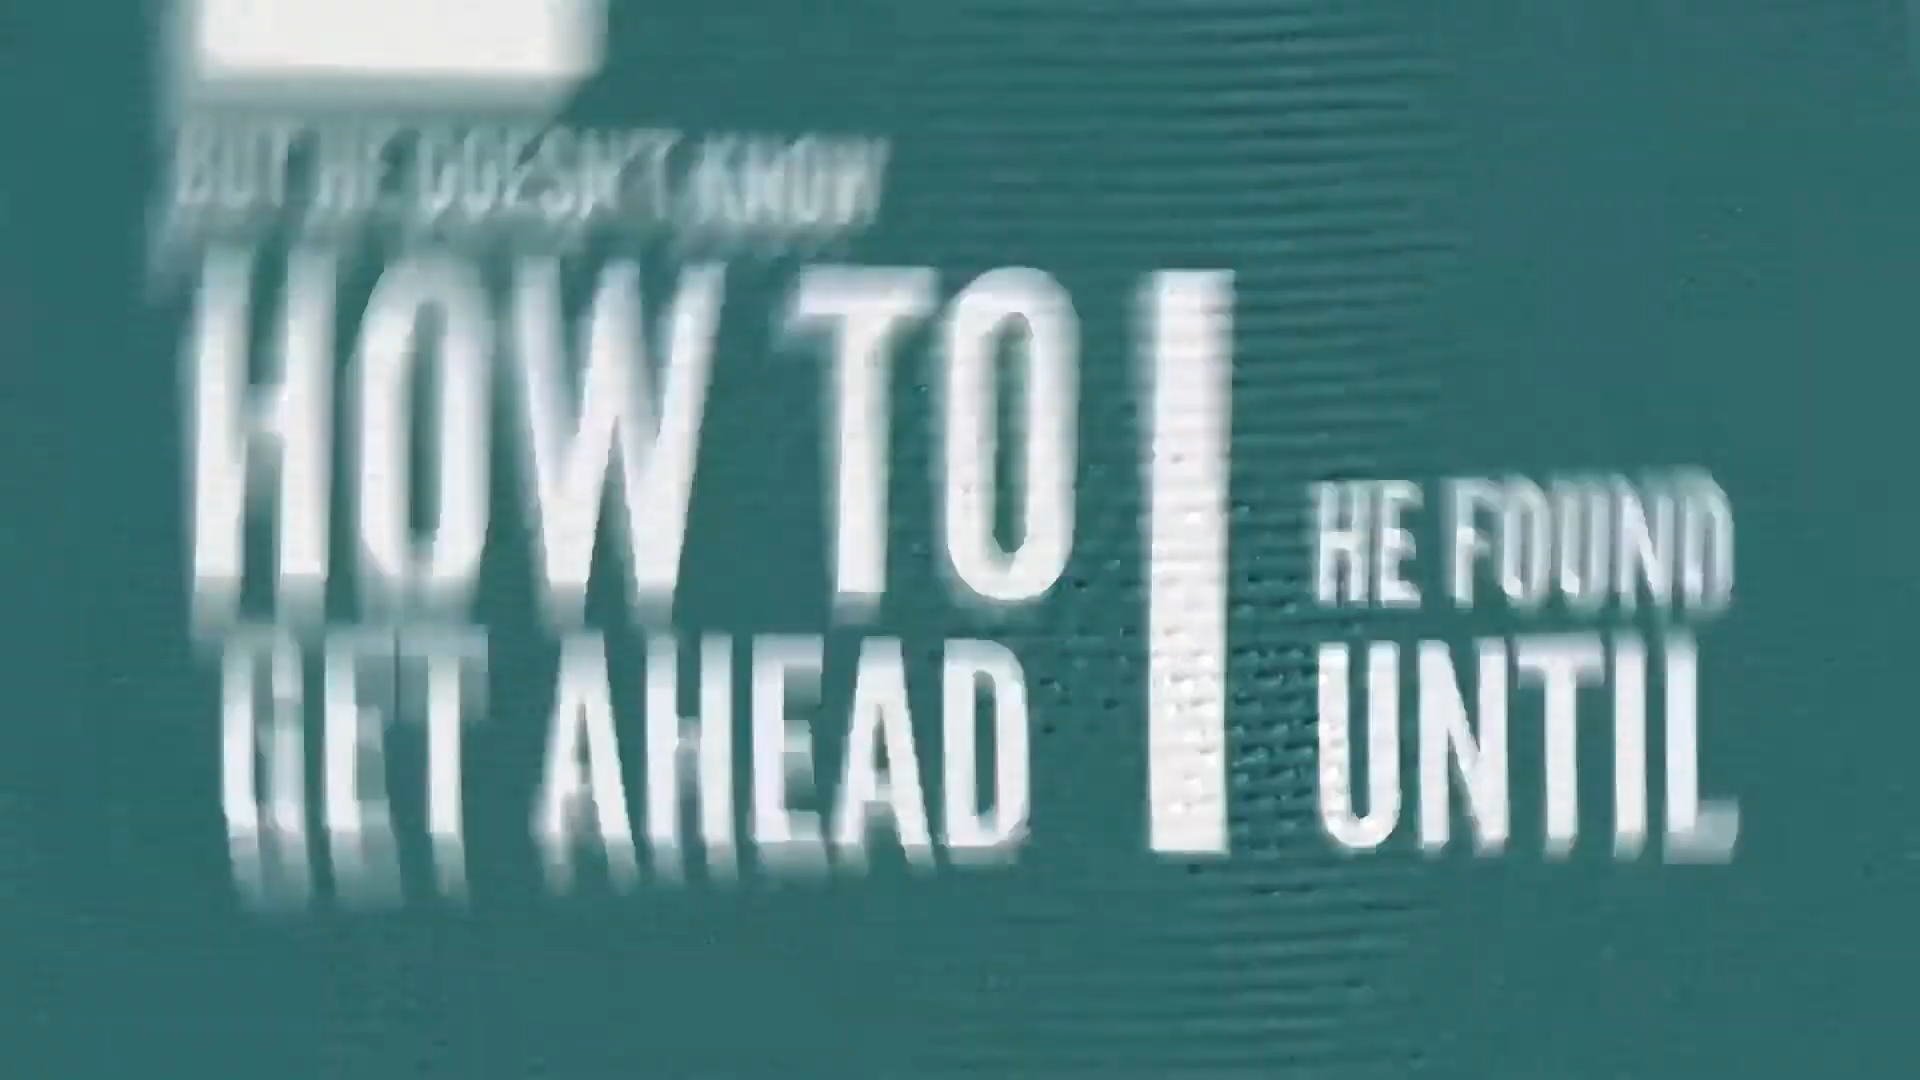 BUT HE DOESN'T KNOW
HOW TO
GET AHEAD
HE FOUND
UNTIL